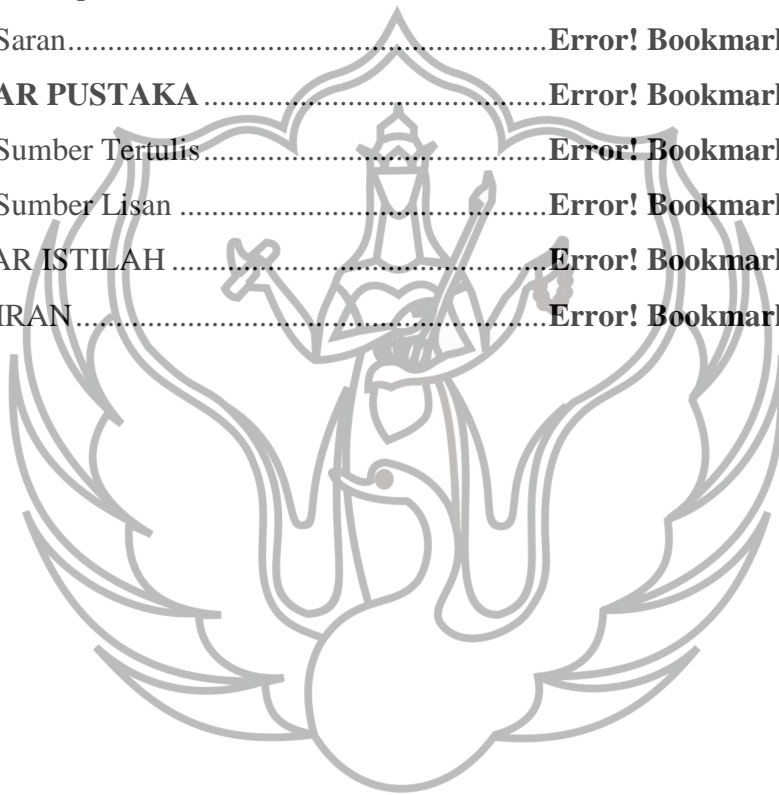 Saran....................................................Error! Bookmark
AR PUSTAKA.....................................Error! Bookmark
Sumber Tertulis.....................................Error! Bookmark
Sumber Lisan ........................................Error! Bookmark
AR ISTILAH .........................................Error! Bookmark
IRAN...................................................Error! Bookmark